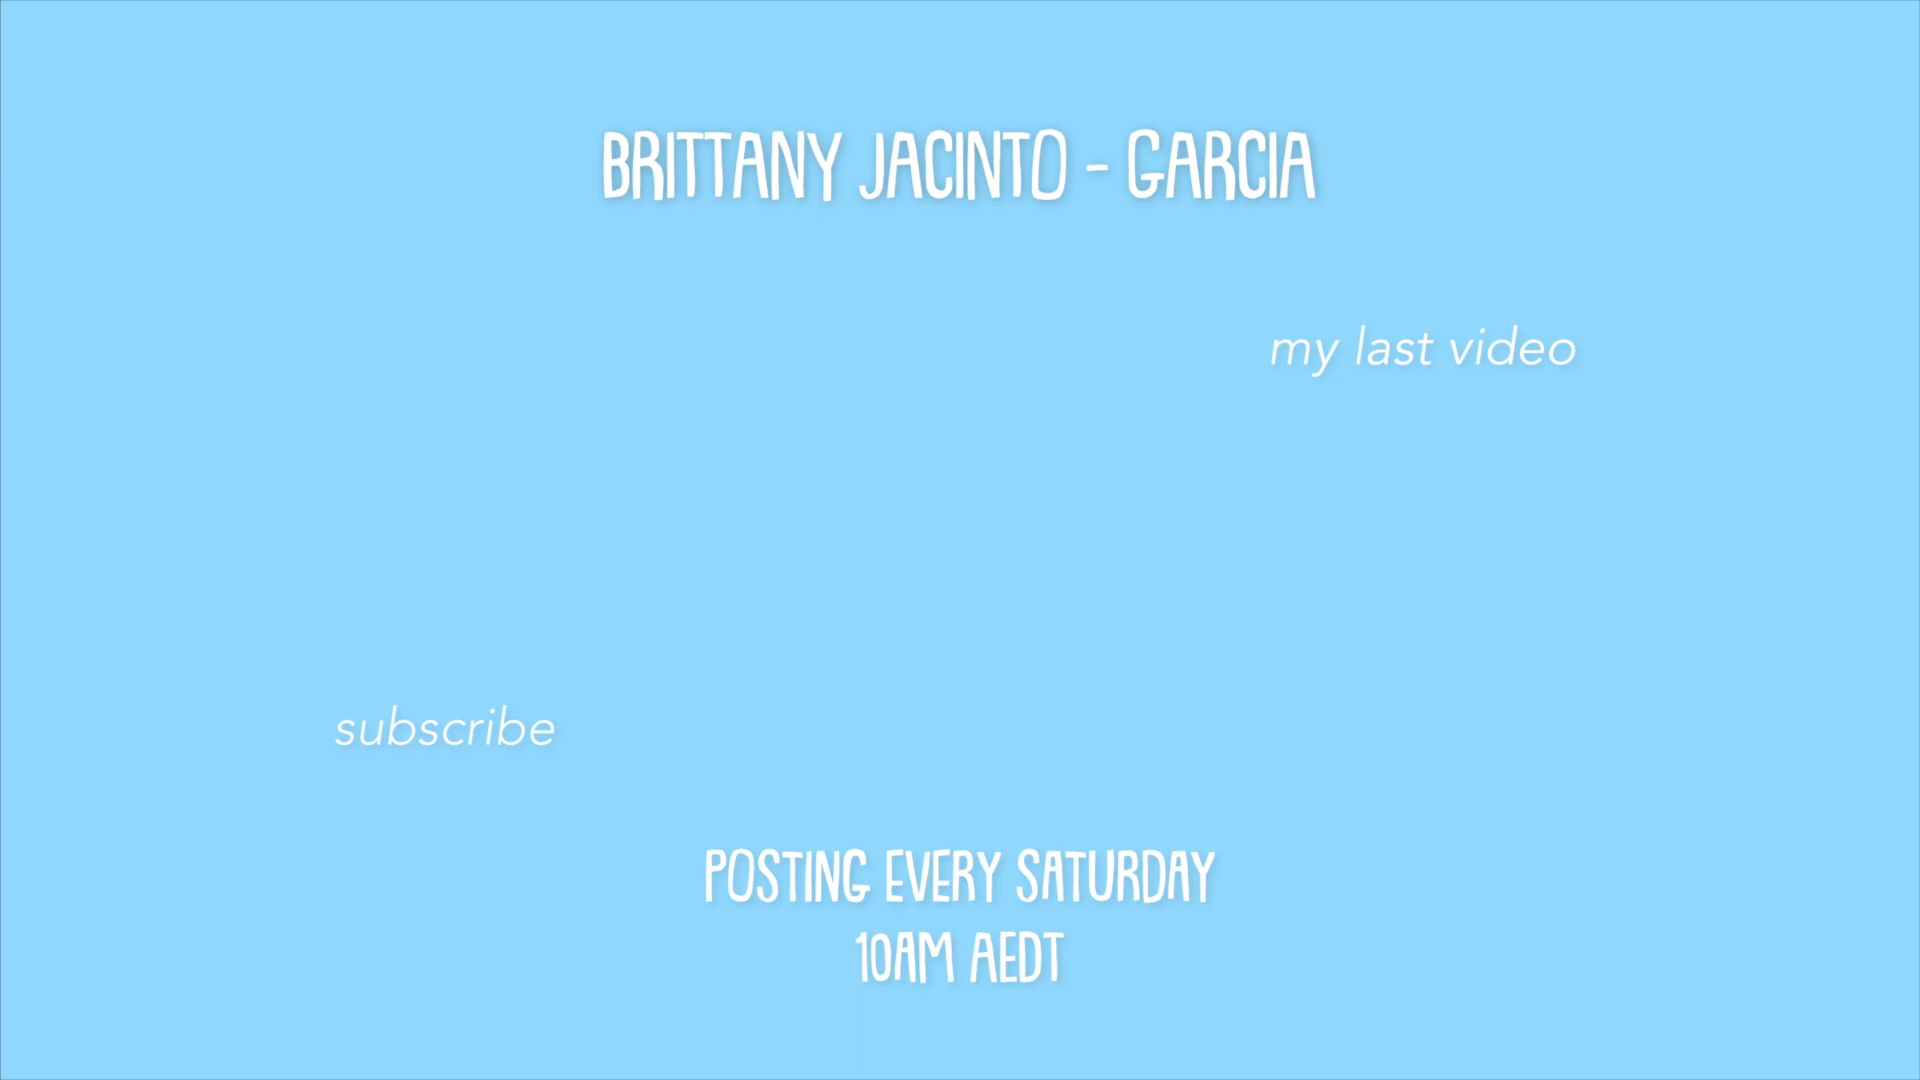 BRITTANY JACINTO - GARCIA
my last video
subscribe
POSTING EVERY SATURDAY
10AM AEDT